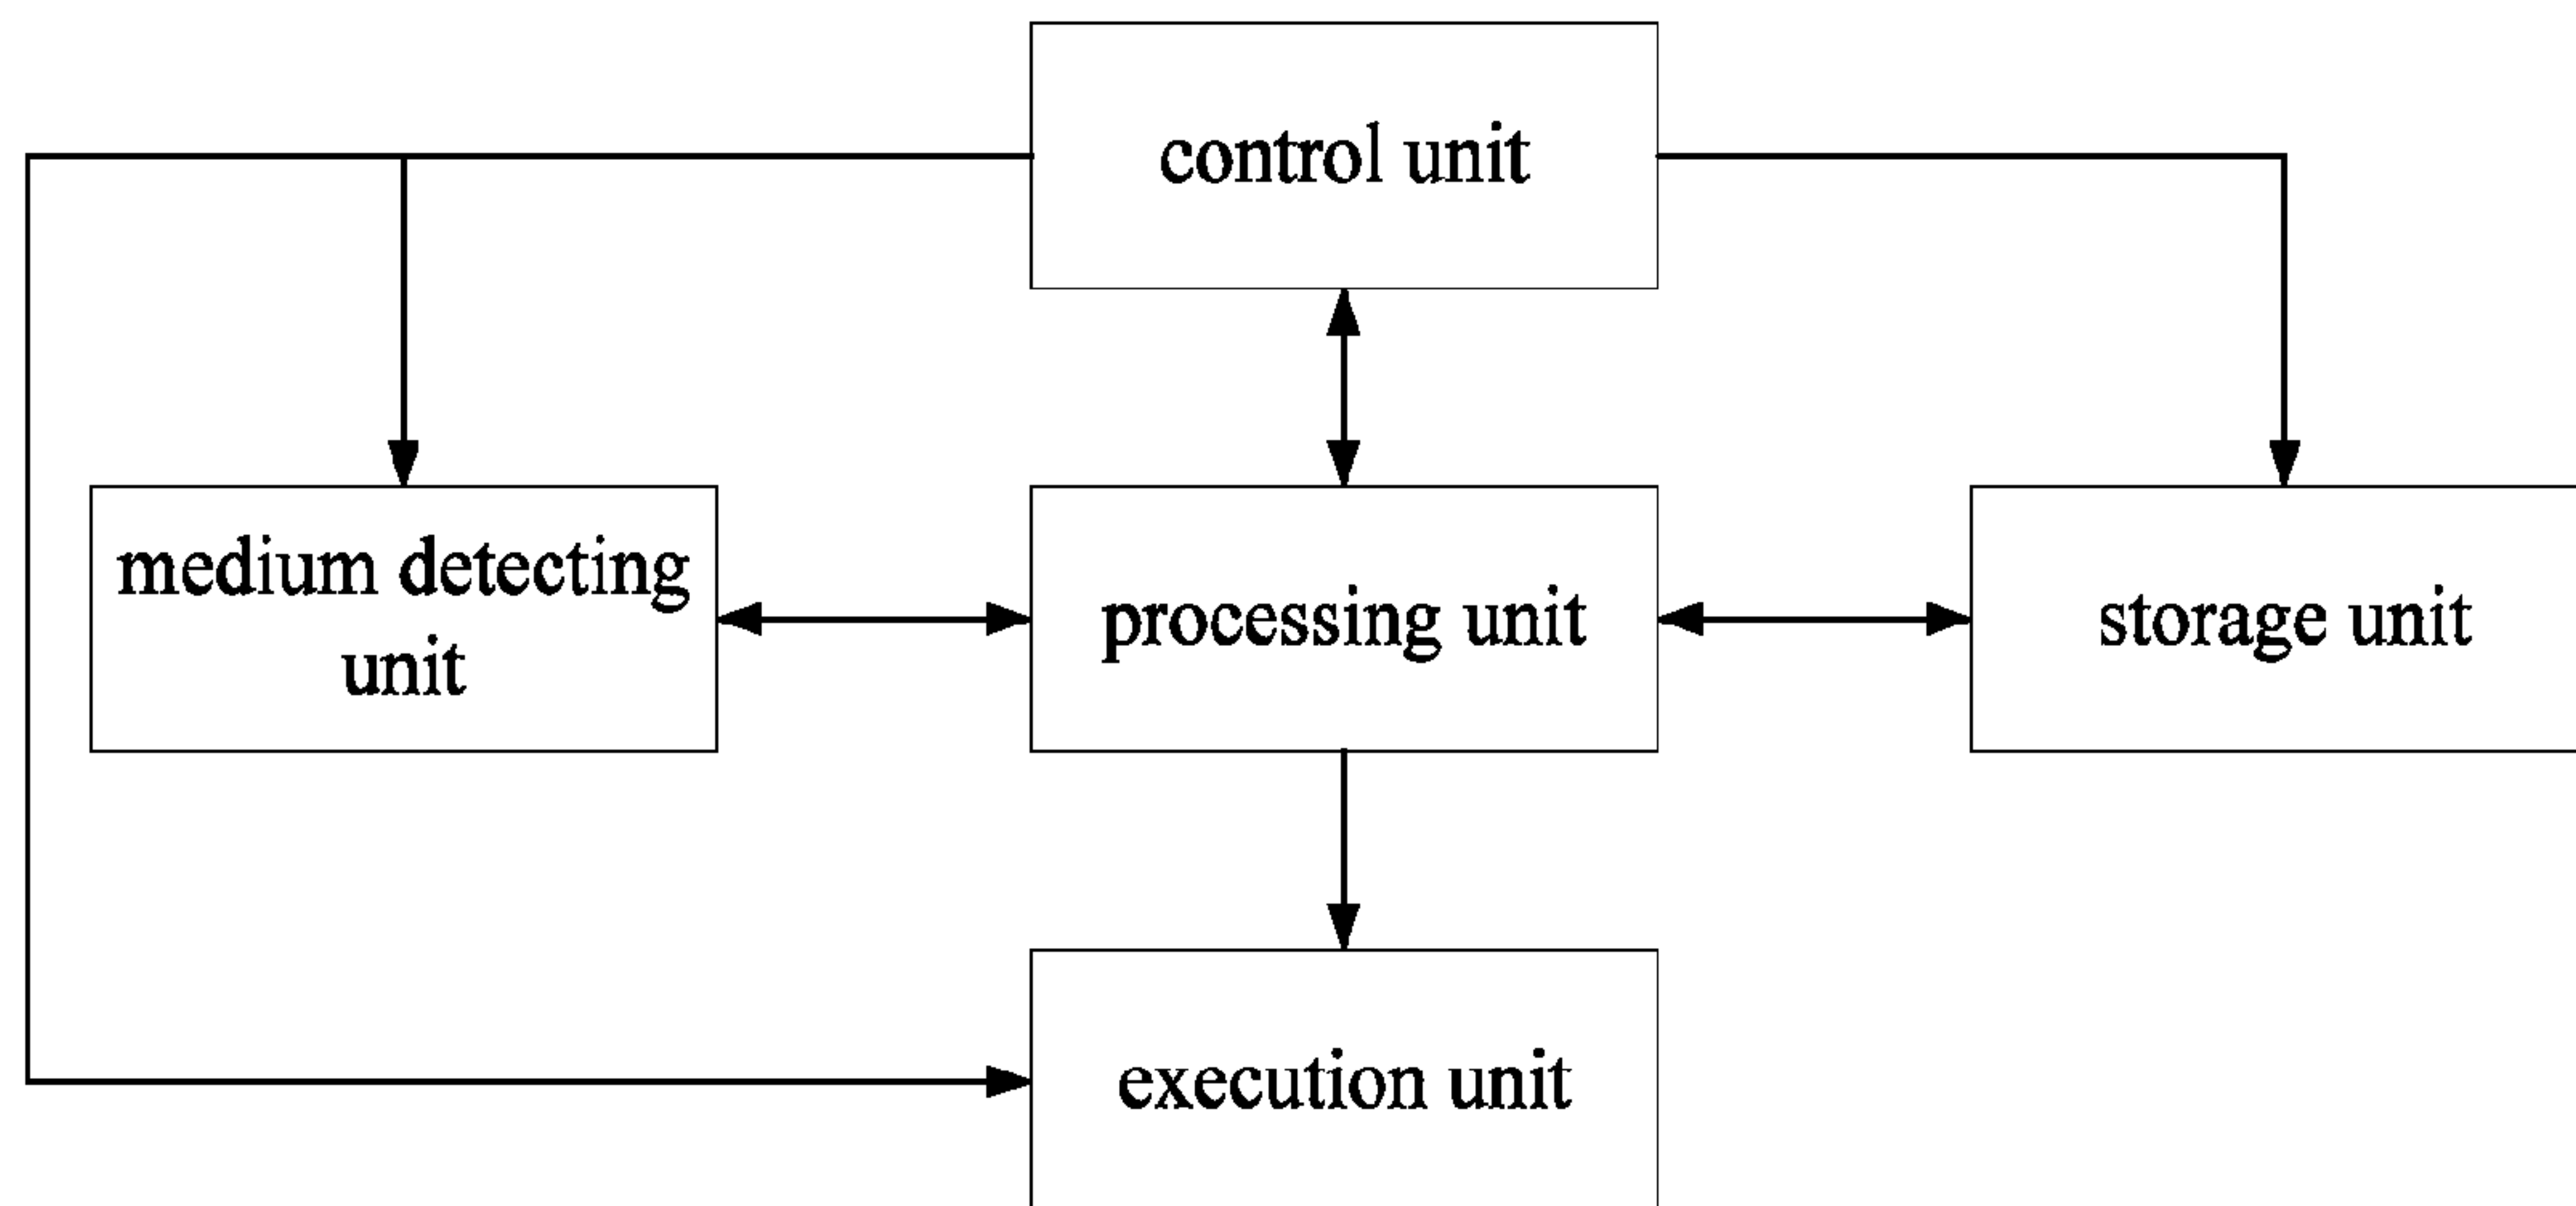 control unit
medium detecting
unit
processing unit
storage unit
execution unit